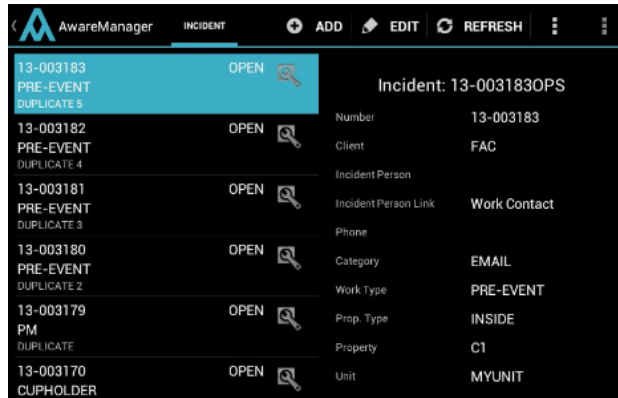 AwareManager
INCIDENT
ADD
EDIT
REFRESH
13-003183 OPEN
PRE-EVENT
DUPLICATE 5
13-003182 OPEN
PRE-EVENT
DUPLICATE 4
13-003181 OPEN
PRE-EVENT
DUPLICATE 3
13-003180 OPEN
PRE-EVENT
DUPLICATE 2
13-003179 OPEN
PM
DUPLICATE
13-003170 OPEN
CUPHOLDER
Incident: 13-003183OPS
Number 13-003183
Client FAC
Incident Person
Incident Person Link Work Contact
Phone
Category EMAIL
Work Type PRE-EVENT
Prop. Type INSIDE
Property C1
Unit MYUNIT